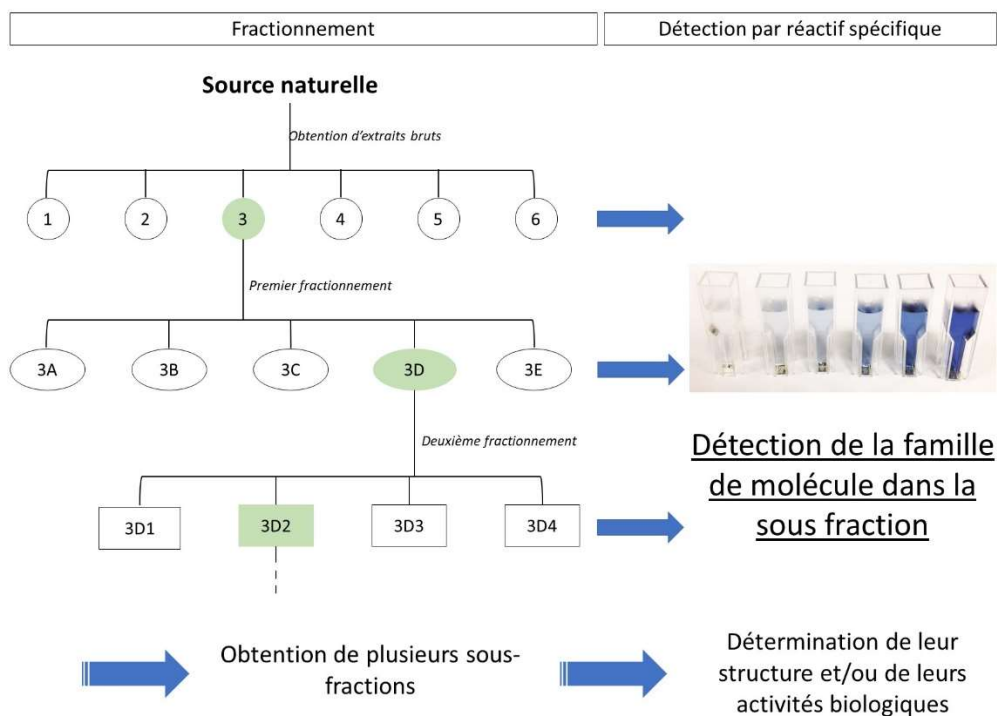 Fractionnement
Détection par réactif spécifique
Source naturelle
Obtention d'extraits bruts
1
2
3
4
5
6
Premier fractionnement
3A
3B
3C
3D
3E
Deuxième fractionnement
Détection de la famille
de molécule dans la
sous fraction
3D1
3D2
3D3
3D4
Obtention de plusieurs sous-
fractions
Détermination de leur
structure et/ou de leurs
activités biologiques